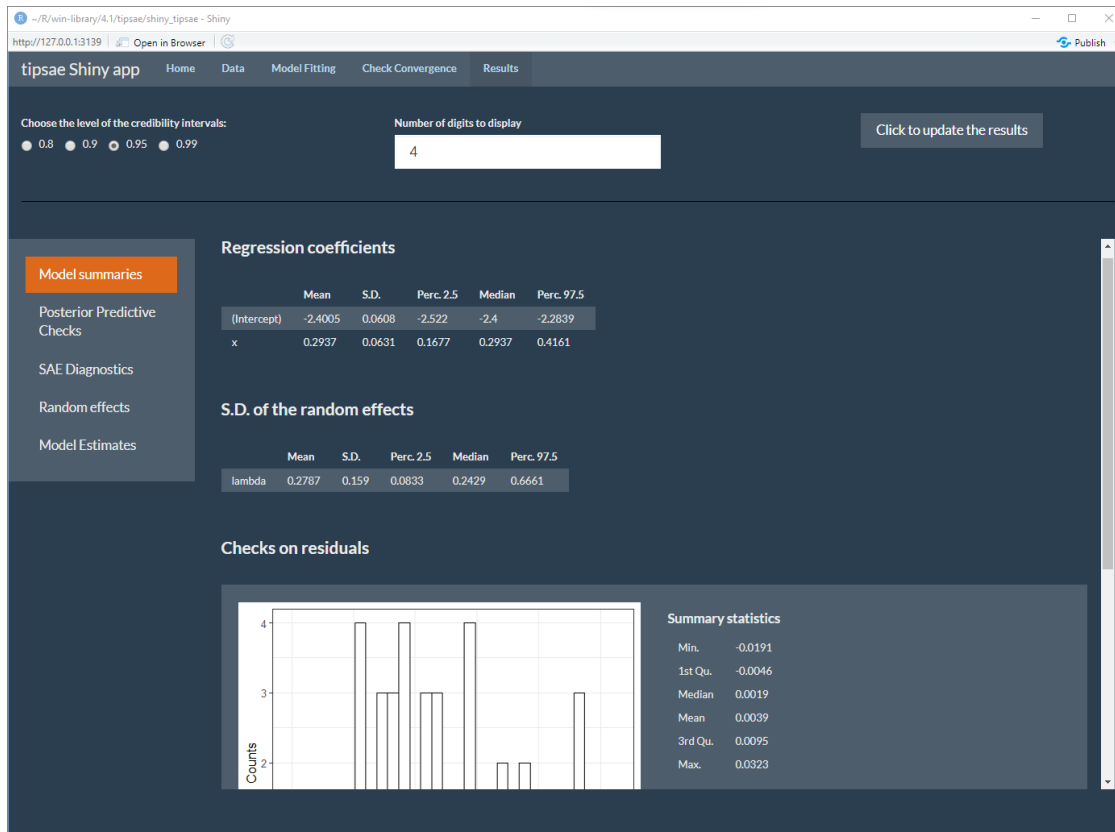 ~/R/win-library/4.1/tipsae/shiny_tipsae - Shiny
http://127.0.0.1:3139 Open in Browser Publish
tipsae Shiny app Home Data Model Fitting Check Convergence Results
Choose the level of the credibility intervals: Number of digits to display
0.8 0.9 0.95 0.99 4 Click to update the results
Regression coefficients
Model summaries
Posterior Predictive
Checks
SAE Diagnostics
Random effects
Model Estimates
Mean S.D. Perc. 2.5 Median Perc. 97.5
(Intercept) -2.4005 0.0608 -2.522 -2.4 -2.2839
x 0.2937 0.0631 0.1677 0.2937 0.4161
S.D. of the random effects
Mean S.D. Perc. 2.5 Median Perc. 97.5
lambda 0.2787 0.159 0.0833 0.2429 0.6661
Checks on residuals
4
3
2
Counts
Summary statistics
Min. -0.0191
1st Qu. -0.0046
Median 0.0019
Mean 0.0039
3rd Qu. 0.0095
Max. 0.0323